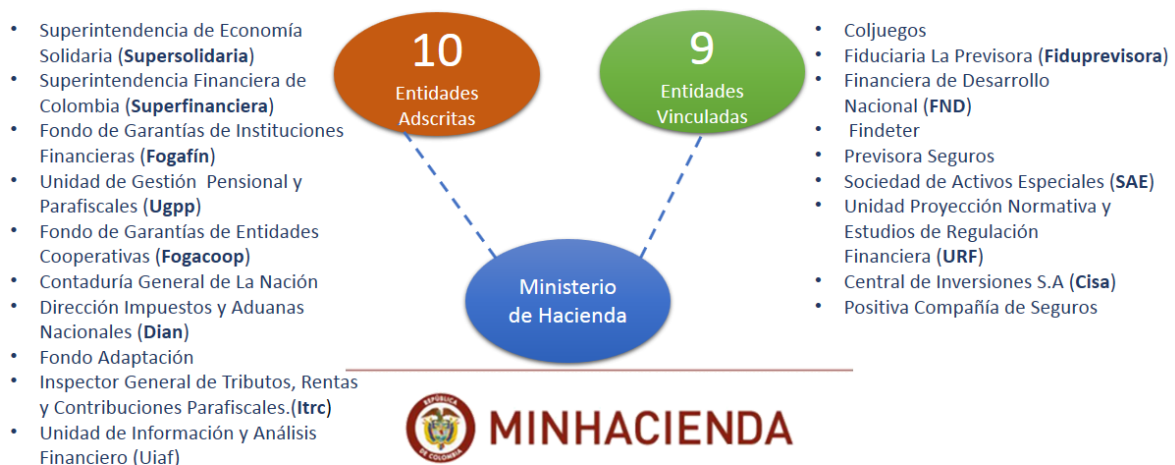 • Superintendencia de Economía
Solidaria (Supersolidaria)
• Superintendencia Financiera de
Colombia (Superfinanciera)
• Fondo de Garantías de Instituciones
Financieras (Fogafín)
• Unidad de Gestión Pensional y
Parafiscales (Ugpp)
• Fondo de Garantías de Entidades
Cooperativas (Fogacoop)
• Contaduría General de La Nación
• Dirección Impuestos y Aduanas
Nacionales (Dian)
• Fondo Adaptación
• Inspector General de Tributos, Rentas
y Contribuciones Parafiscales.(Itrc)
• Unidad de Información y Análisis
Financiero (Uiaf)
10
Entidades
Adscritas
9
Entidades
Vinculadas
Ministerio
de Hacienda
• Coljuegos
• Fiduciaria La Previsora (Fiduprevisora)
• Financiera de Desarrollo
Nacional (FND)
• Findeter
• Previsora Seguros
• Sociedad de Activos Especiales (SAE)
• Unidad Proyección Normativa y
Estudios de Regulación
Financiera (URF)
• Central de Inversiones S.A (Cisa)
• Positiva Compañía de Seguros
REPÚBLICA
DE COLOMBIA
MINHACIENDA